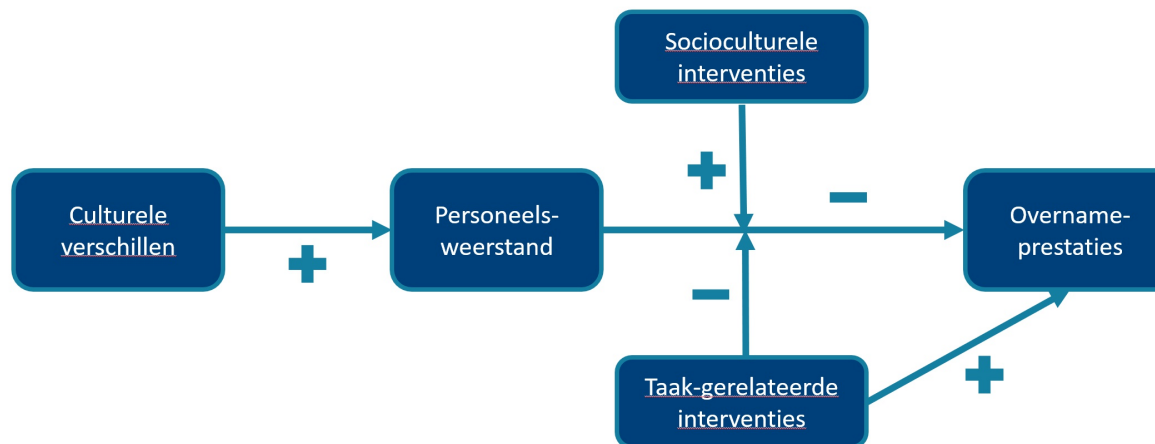 Socioculturele
interventies
+
−
Culturele
verschillen
+
Personeels-
weerstand
Overname-
prestaties
−
+
Taak-gerelateerde
interventies